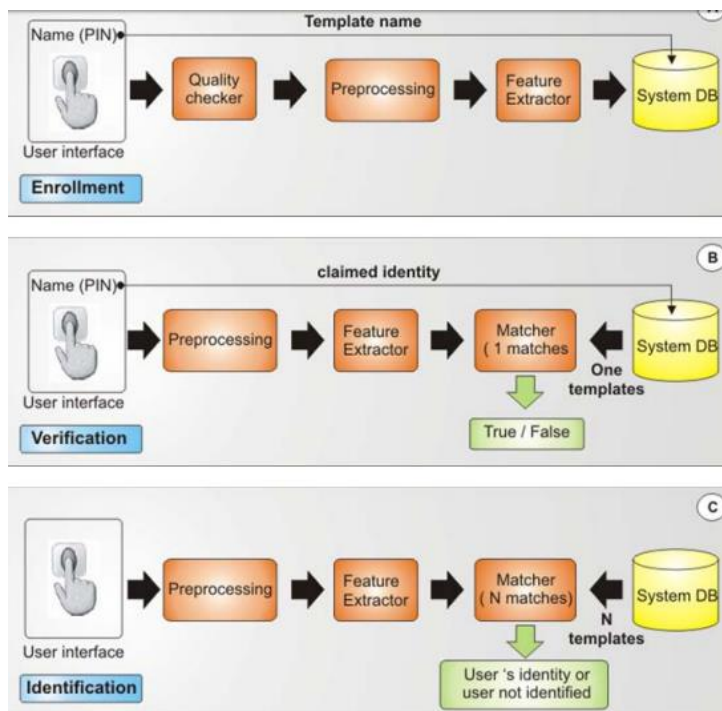 Template name
Name (PIN)
Quality
checker
Preprocessing
Feature
Extractor
System DB
User interface
Enrollment
B
claimed identity
Name (PIN)
Preprocessing
Feature
Extractor
Matcher
( 1 matches
System DB
One
templates
User interface
True / False
Verification
C
Preprocessing
Feature
Extractor
Matcher
( N matches)
System DB
N
templates
User interface
User 's identity or
user not identified
Identification